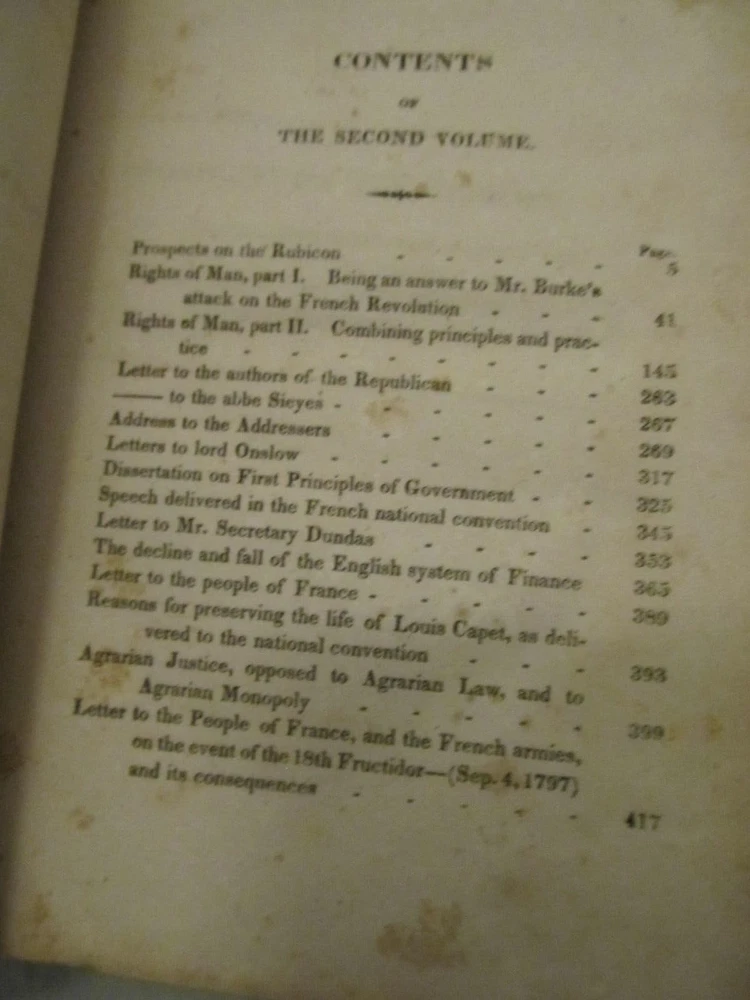 CONTENTS
OF
THE SECOND VOLUME.
Page.
Prospects on the Rubicon - - - - - 5
Rights of Man, part I. Being an answer to Mr. Burke's
attack on the French Revolution - - - 41
Rights of Man, part II. Combining principles and prac-
tice - - - - - - - - 145
Letter to the authors of the Republican - - - 263
—— to the abbe Sieyes - - - - - - 267
Address to the Addressers - - - - - 269
Letters to lord Onslow - - - - - - 317
Dissertation on First Principles of Government - - 325
Speech delivered in the French national convention - 345
Letter to Mr. Secretary Dundas - - - - 353
The decline and fall of the English system of Finance 365
Letter to the people of France - - - - - 389
Reasons for preserving the life of Louis Capet, as deli-
vered to the national convention - - - 393
Agrarian Justice, opposed to Agrarian Law, and to
Agrarian Monopoly - - - - - 399
Letter to the People of France, and the French armies,
on the event of the 18th Fructidor—(Sep. 4, 1797)
and its consequences - - - - - 417